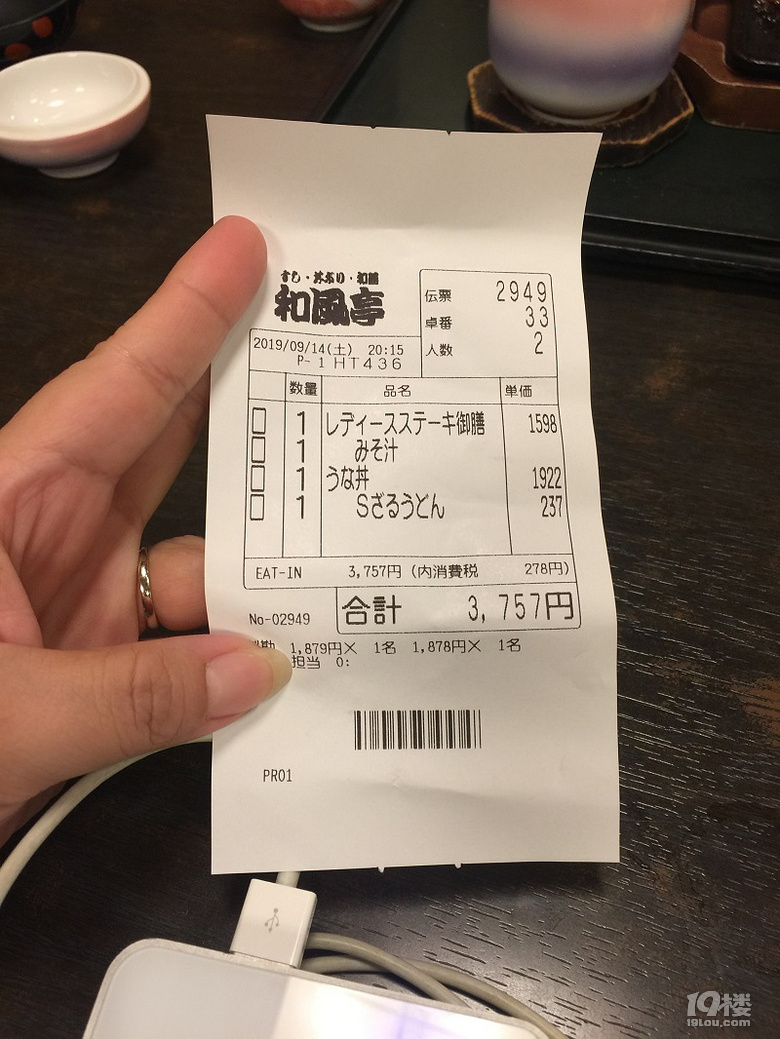 すし・丼ぶり・和膳
和風亭
伝票 2949
卓番 33
人数 2
2019/09/14(土) 20:15
P- 1 HT436
数量 品名 単価
1 レディースステーキ御膳 1598
1 みそ汁
1 うな丼 1922
1 Sざるうどん 237
EAT-IN 3,757円 (内消費税 278円)
No-02949 合計 3,757円
勘 1,879円× 1名 1,878円× 1名
担当 0:
PR01
19楼
19Lou.com